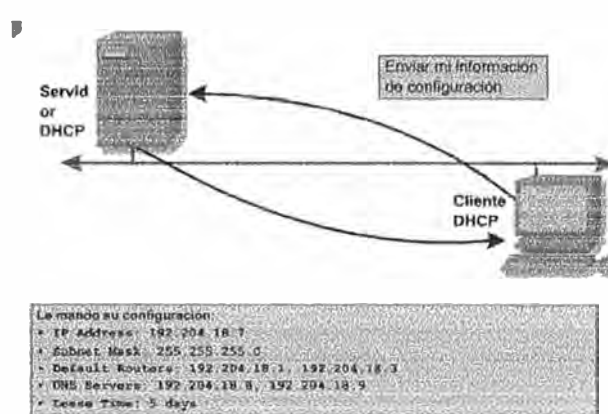 Enviar mi información
de configuración
Servid
or
DHCP
Cliente
DHCP
Le mando su configuración:
• IP Address: 192.204.18.7
• Subnet Mask: 255.255.255.0
• Default Routers: 192.204.18.1, 192.204.18.3
• DNS Servers: 192.204.18.8, 192.204.18.9
• Lease Time: 5 days